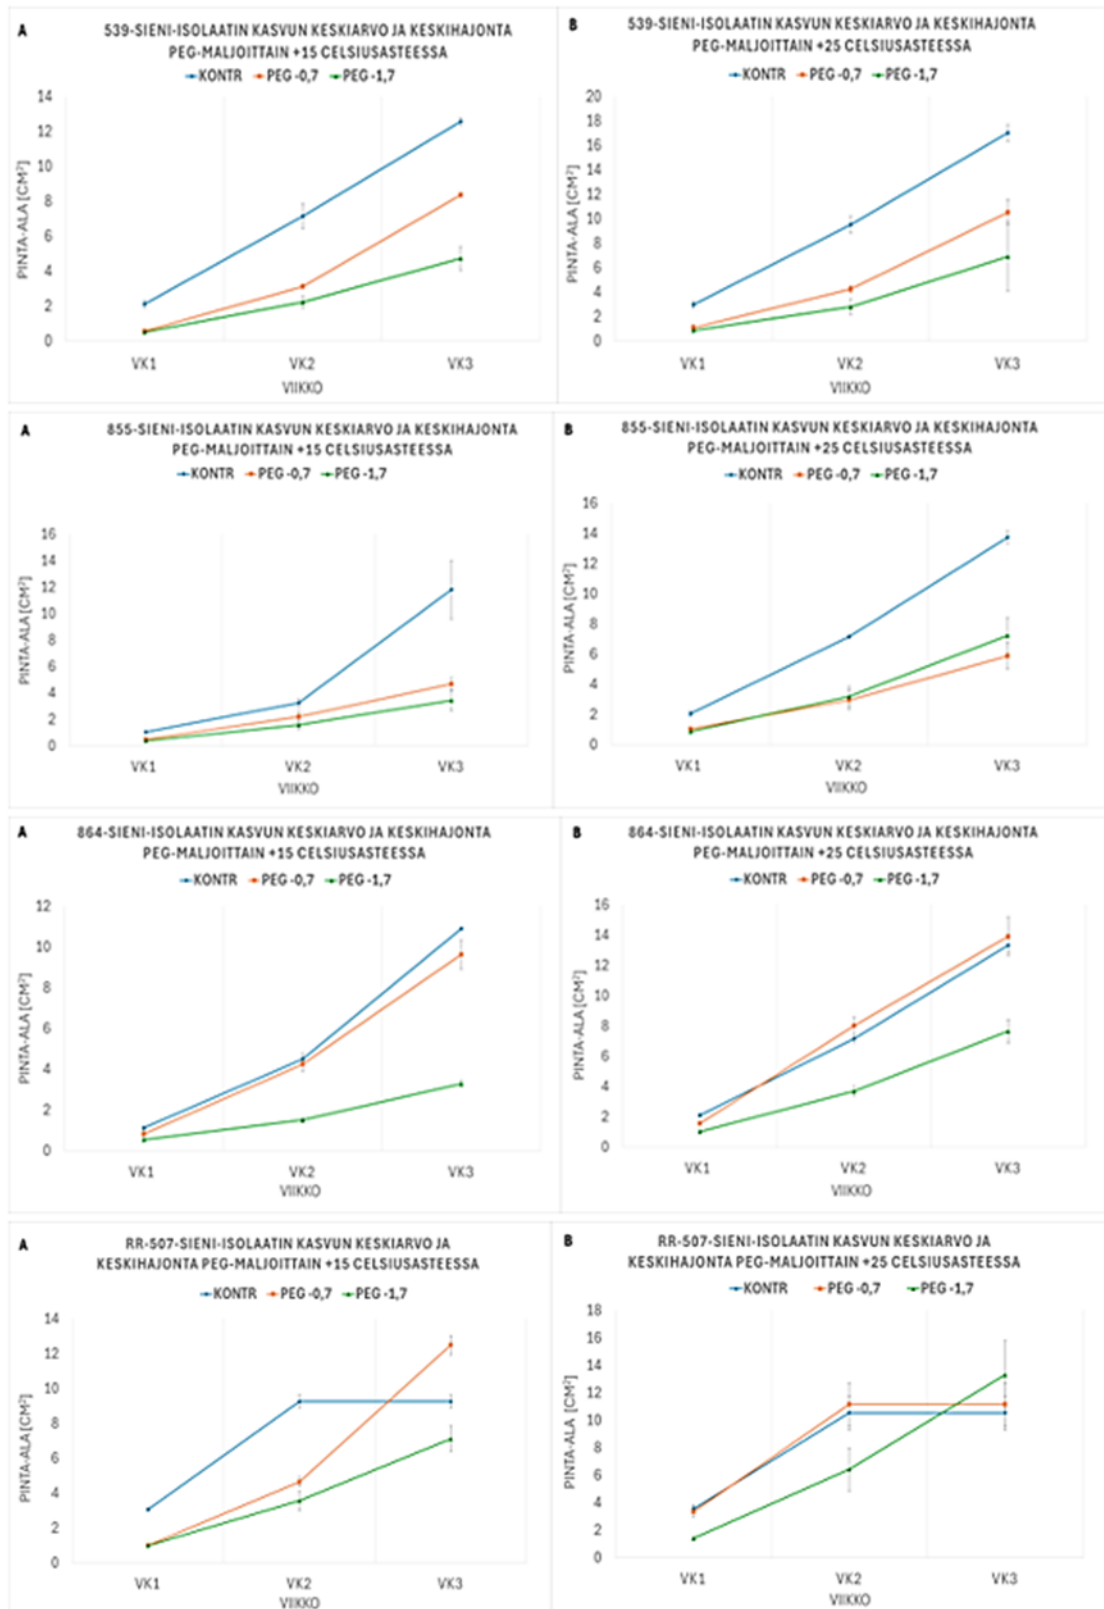 A
539-SIENI-ISOLAATIN KASVUN KESKIARVO JA KESKIHAJONTA
PEG-MALJOITTAIN +15 CELSIUSASTEESSA
KONTR PEG -0,7 PEG -1,7
PINTA-ALA [CM²]
14
12
10
8
6
4
2
0
VK1 VK2 VK3
VIIKKO
B
539-SIENI-ISOLAATIN KASVUN KESKIARVO JA KESKIHAJONTA
PEG-MALJOITTAIN +25 CELSIUSASTEESSA
KONTR PEG -0,7 PEG -1,7
PINTA-ALA [CM²]
20
18
16
14
12
10
8
6
4
2
0
VK1 VK2 VK3
VIIKKO
A
855-SIENI-ISOLAATIN KASVUN KESKIARVO JA KESKIHAJONTA
PEG-MALJOITTAIN +15 CELSIUSASTEESSA
KONTR PEG -0,7 PEG -1,7
PINTA-ALA [CM²]
16
14
12
10
8
6
4
2
0
VK1 VK2 VK3
VIIKKO
B
855-SIENI-ISOLAATIN KASVUN KESKIARVO JA KESKIHAJONTA
PEG-MALJOITTAIN +25 CELSIUSASTEESSA
KONTR PEG -0,7 PEG -1,7
PINTA-ALA [CM²]
16
14
12
10
8
6
4
2
0
VK1 VK2 VK3
VIIKKO
A
864-SIENI-ISOLAATIN KASVUN KESKIARVO JA KESKIHAJONTA
PEG-MALJOITTAIN +15 CELSIUSASTEESSA
KONTR PEG -0,7 PEG -1,7
PINTA-ALA [CM²]
12
10
8
6
4
2
0
VK1 VK2 VK3
VIIKKO
B
864-SIENI-ISOLAATIN KASVUN KESKIARVO JA KESKIHAJONTA
PEG-MALJOITTAIN +25 CELSIUSASTEESSA
KONTR PEG -0,7 PEG -1,7
PINTA-ALA [CM²]
16
14
12
10
8
6
4
2
0
VK1 VK2 VK3
VIIKKO
A
RR-507-SIENI-ISOLAATIN KASVUN KESKIARVO JA
KESKIHAJONTA PEG-MALJOITTAIN +15 CELSIUSASTEESSA
KONTR PEG -0,7 PEG -1,7
PINTA-ALA [CM²]
14
12
10
8
6
4
2
0
VK1 VK2 VK3
VIIKKO
B
RR-507-SIENI-ISOLAATIN KASVUN KESKIARVO JA
KESKIHAJONTA PEG-MALJOITTAIN +25 CELSIUSASTEESSA
KONTR PEG -0,7 PEG -1,7
PINTA-ALA [CM²]
18
16
14
12
10
8
6
4
2
0
VK1 VK2 VK3
VIIKKO